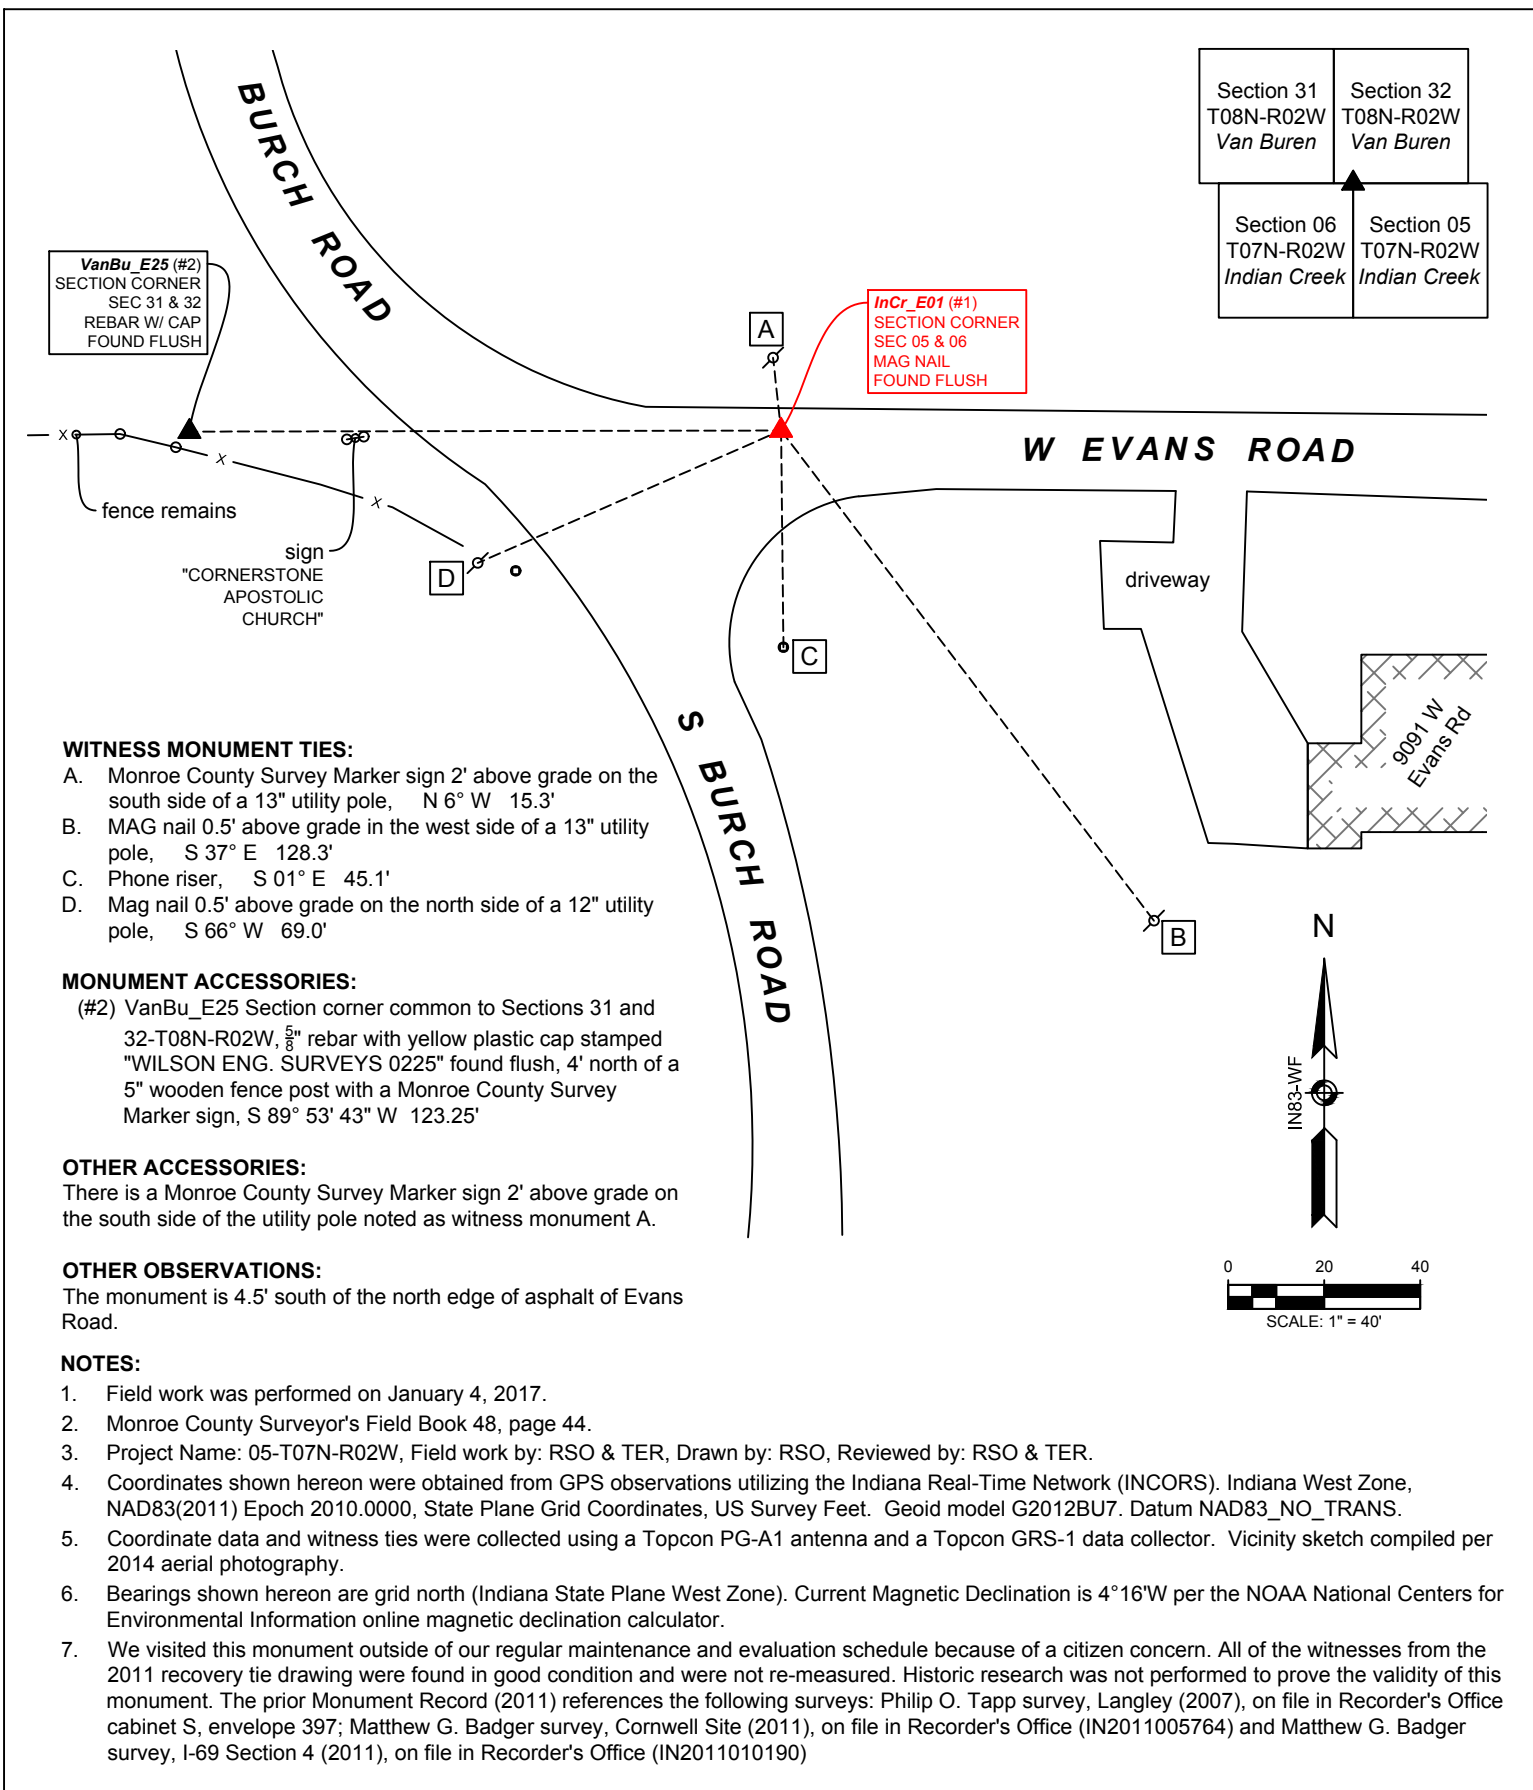 BURCH ROAD
Section 31
T08N-R02W
Van Buren
Section 32
T08N-R02W
Van Buren
Section 06
T07N-R02W
Indian Creek
Section 05
T07N-R02W
Indian Creek
VanBu_E25 (#2)
SECTION CORNER
SEC 31 & 32
REBAR W/ CAP
FOUND FLUSH
InCr_E01 (#1)
SECTION CORNER
SEC 05 & 06
MAG NAIL
FOUND FLUSH
A
W EVANS ROAD
X
X
X
fence remains
sign
"CORNERSTONE
APOSTOLIC
CHURCH"
D
driveway
C
9091 W
Evans Rd
S BURCH ROAD
B
WITNESS MONUMENT TIES:
A. Monroe County Survey Marker sign 2' above grade on the
south side of a 13" utility pole, N 6° W 15.3'
B. MAG nail 0.5' above grade in the west side of a 13" utility
pole, S 37° E 128.3'
C. Phone riser, S 01° E 45.1'
D. Mag nail 0.5' above grade on the north side of a 12" utility
pole, S 66° W 69.0'
MONUMENT ACCESSORIES:
(#2) VanBu_E25 Section corner common to Sections 31 and
32-T08N-R02W, 5/8" rebar with yellow plastic cap stamped
"WILSON ENG. SURVEYS 0225" found flush, 4' north of a
5" wooden fence post with a Monroe County Survey
Marker sign, S 89° 53' 43" W 123.25'
OTHER ACCESSORIES:
There is a Monroe County Survey Marker sign 2' above grade on
the south side of the utility pole noted as witness monument A.
OTHER OBSERVATIONS:
The monument is 4.5' south of the north edge of asphalt of Evans
Road.
N
IN83-WF
0 20 40
SCALE: 1" = 40'
NOTES:
1. Field work was performed on January 4, 2017.
2. Monroe County Surveyor's Field Book 48, page 44.
3. Project Name: 05-T07N-R02W, Field work by: RSO & TER, Drawn by: RSO, Reviewed by: RSO & TER.
4. Coordinates shown hereon were obtained from GPS observations utilizing the Indiana Real-Time Network (INCORS). Indiana West Zone,
NAD83(2011) Epoch 2010.0000, State Plane Grid Coordinates, US Survey Feet. Geoid model G2012BU7. Datum NAD83_NO_TRANS.
5. Coordinate data and witness ties were collected using a Topcon PG-A1 antenna and a Topcon GRS-1 data collector. Vicinity sketch compiled per
2014 aerial photography.
6. Bearings shown hereon are grid north (Indiana State Plane West Zone). Current Magnetic Declination is 4°16'W per the NOAA National Centers for
Environmental Information online magnetic declination calculator.
7. We visited this monument outside of our regular maintenance and evaluation schedule because of a citizen concern. All of the witnesses from the
2011 recovery tie drawing were found in good condition and were not re-measured. Historic research was not performed to prove the validity of this
monument. The prior Monument Record (2011) references the following surveys: Philip O. Tapp survey, Langley (2007), on file in Recorder's Office
cabinet S, envelope 397; Matthew G. Badger survey, Cornwell Site (2011), on file in Recorder's Office (IN2011005764) and Matthew G. Badger
survey, I-69 Section 4 (2011), on file in Recorder's Office (IN2011010190)